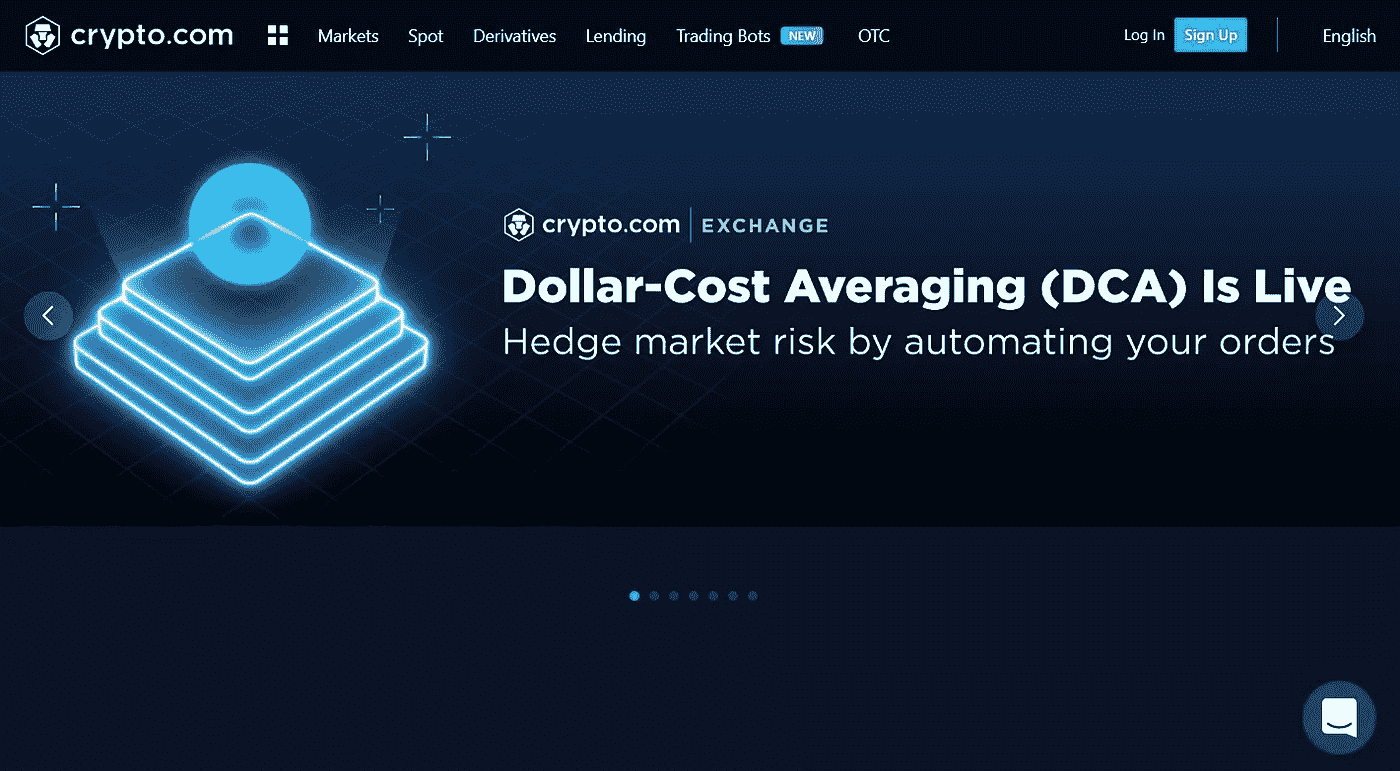 crypto.com Markets Spot Derivatives Lending Trading Bots NEW OTC Log In Sign Up English
crypto.com EXCHANGE
Dollar-Cost Averaging (DCA) Is Live
Hedge market risk by automating your orders